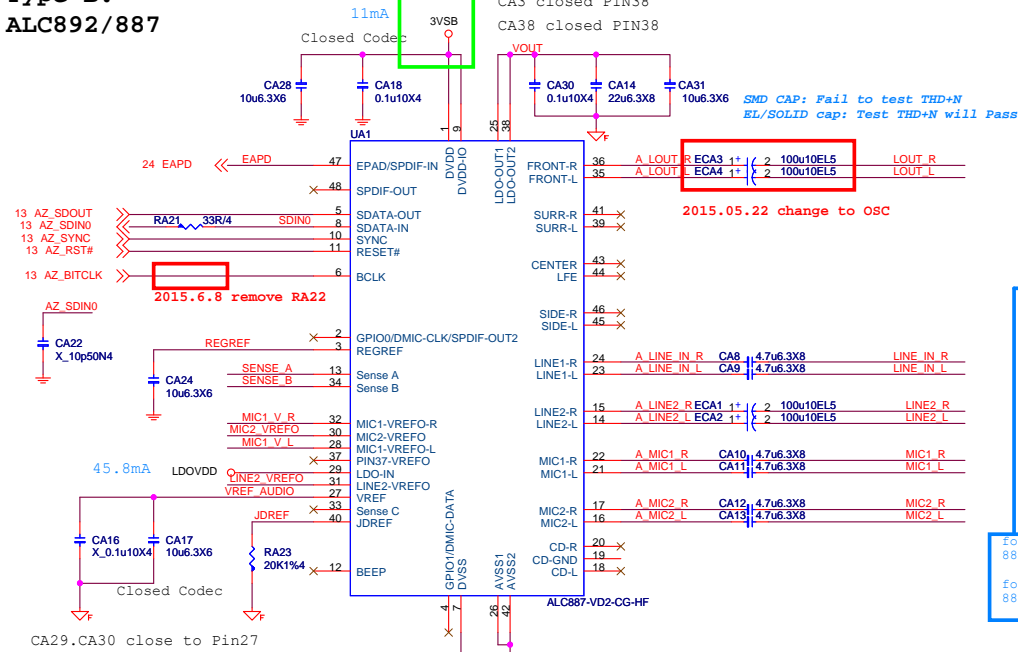 Type B:
ALC892/887
11mA
3VSB
CA3 closed PIN38
CA38 closed PIN38
Closed Codec
VOUT
CA28
10u6.3X6
CA18
0.1u10X4
CA30
0.1u10X4
CA14
22u6.3X8
CA31
10u6.3X6
SMD CAP: Fail to test THD+N
EL/SOLID cap: Test THD+N will Pass
F
UA1
1
9
25
38
DVDD
DVDD-IO
LDO-OUT1
LDO-OUT2
24 EAPD
EAPD
47
EPAD/SPDIF-IN
48
SPDIF-OUT
FRONT-R
36
A_LOUT_R
ECA3
1
+
2
100u10EL5
LOUT_R
FRONT-L
35
A_LOUT_L
ECA4
1
+
2
100u10EL5
LOUT_L
2015.05.22 change to OSC
13 AZ_SDOUT
5
SDATA-OUT
13 AZ_SDIN0
RA21
33R/4
SDIN0
8
SDATA-IN
13 AZ_SYNC
10
SYNC
13 AZ_RST#
11
RESET#
13 AZ_BITCLK
6
BCLK
2015.6.8 remove RA22
SURR-R
41
SURR-L
39
CENTER
43
LFE
44
SIDE-R
46
SIDE-L
45
AZ_SDIN0
CA22
X_10p50N4
2
GPIO0/DMIC-CLK/SPDIF-OUT2
REGREF
3
REGREF
CA24
10u6.3X6
SENSE_A
13
Sense A
SENSE_B
34
Sense B
LINE1-R
24
A_LINE_IN_R
CA8
4.7u6.3X8
LINE_IN_R
LINE1-L
23
A_LINE_IN_L
CA9
4.7u6.3X8
LINE_IN_L
LINE2-R
15
A_LINE2_R
ECA1
1
+
2
100u10EL5
LINE2_R
LINE2-L
14
A_LINE2_L
ECA2
1
+
2
100u10EL5
LINE2_L
MIC1_V_R
32
MIC1-VREFO-R
MIC2_VREFO
30
MIC2-VREFO
MIC1_V_L
28
MIC1-VREFO-L
37
PIN37-VREFO
45.8mA
LDOVDD
29
LDO-IN
LINE2_VREFO
31
LINE2-VREFO
VREF_AUDIO
27
VREF
33
Sense C
JDREF
40
JDREF
MIC1-R
22
A_MIC1_R
CA10
4.7u6.3X8
MIC1_R
MIC1-L
21
A_MIC1_L
CA11
4.7u6.3X8
MIC1_L
MIC2-R
17
A_MIC2_R
CA12
4.7u6.3X8
MIC2_R
MIC2-L
16
A_MIC2_L
CA13
4.7u6.3X8
MIC2_L
CA16
X_0.1u10X4
CA17
10u6.3X6
RA23
20K1%4
12
BEEP
CD-R
20
CD-GND
19
CD-L
18
Closed Codec
F
F
GPIO1/DMIC-DATA
DVSS
AVSS1
AVSS2
4
7
26
42
ALC887-VD2-CG-HF
CA29.CA30 close to Pin27
fo
88
fo
88